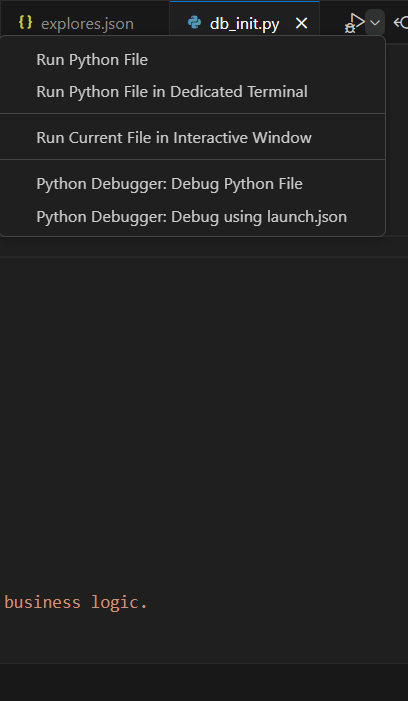 {} explores.json db_init.py
Run Python File
Run Python File in Dedicated Terminal
Run Current File in Interactive Window
Python Debugger: Debug Python File
Python Debugger: Debug using launch.json
business logic.